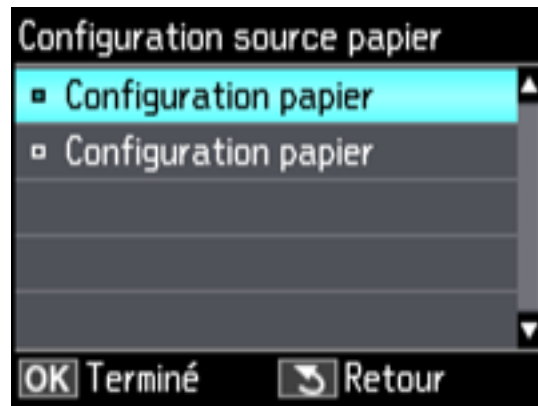 Configuration source papier
Configuration papier
Configuration papier
OK Terminé Retour